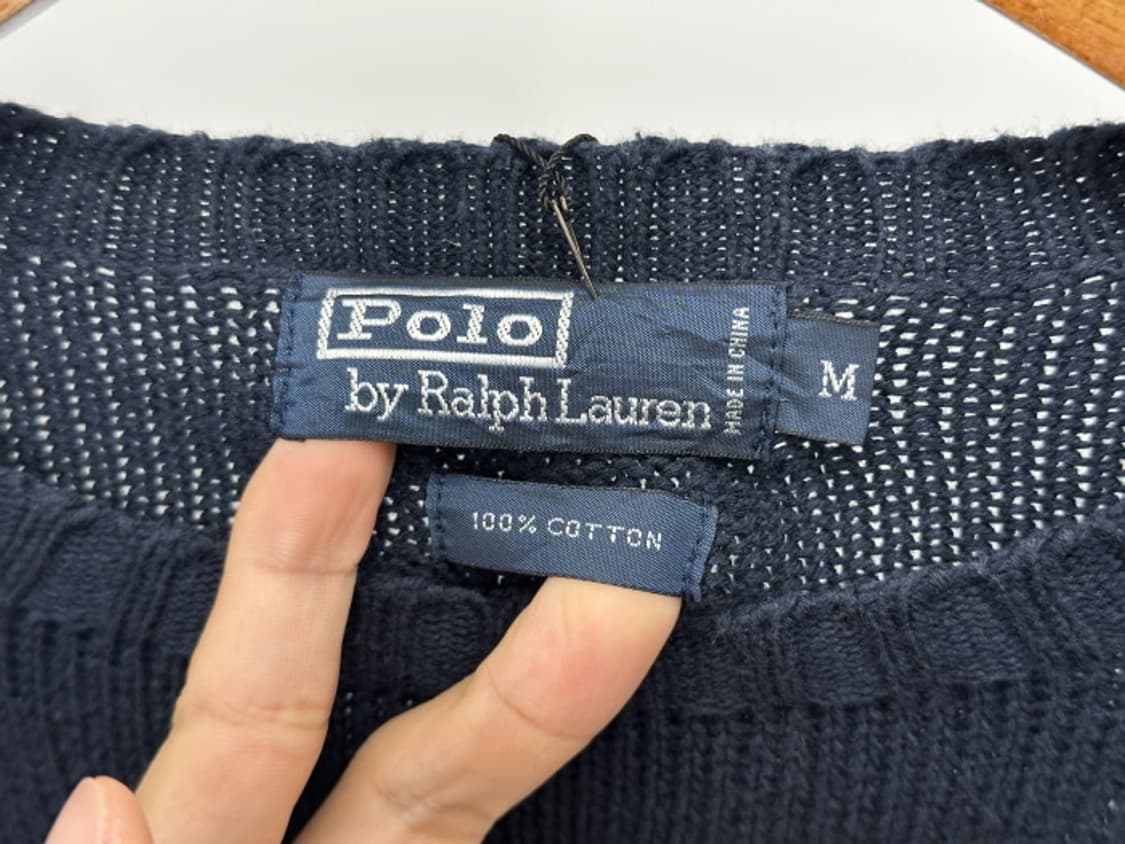 Polo
by Ralph Lauren
MADE IN CHINA
M
100% COTTON